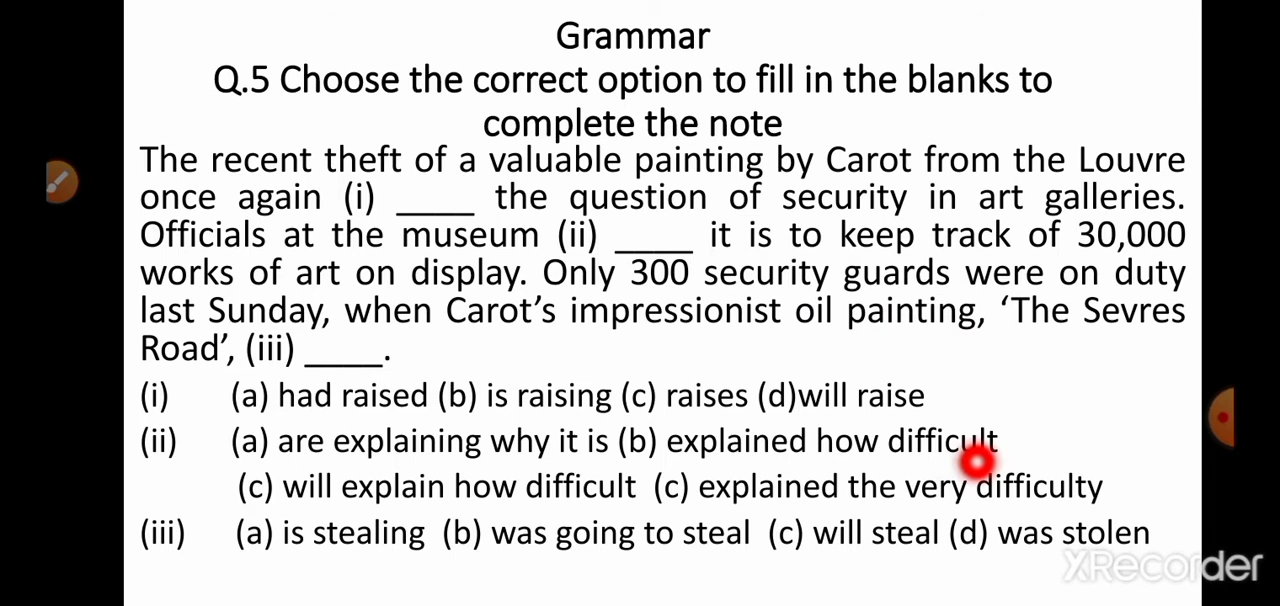 Grammar
Q.5 Choose the correct option to fill in the blanks to
complete the note
The recent theft of a valuable painting by Carot from the Louvre
once again (i) ____ the question of security in art galleries.
Officials at the museum (ii) ____ it is to keep track of 30,000
works of art on display. Only 300 security guards were on duty
last Sunday, when Carot’s impressionist oil painting, ‘The Sevres
Road’, (iii) ____.
(i) (a) had raised (b) is raising (c) raises (d)will raise
(ii) (a) are explaining why it is (b) explained how difficult
(c) will explain how difficult (c) explained the very difficulty
(iii) (a) is stealing (b) was going to steal (c) will steal (d) was stolen
XRecorder